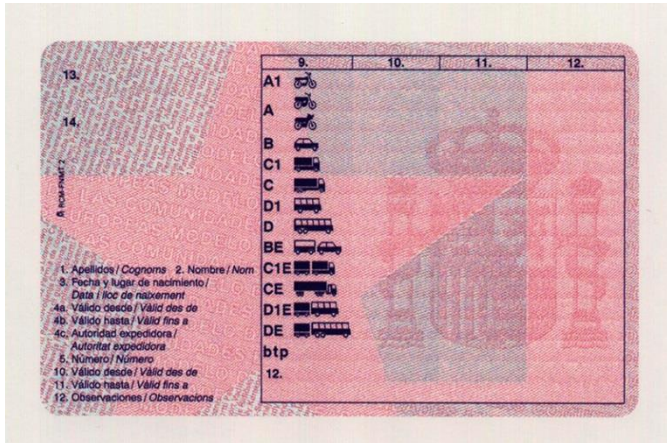 13.
14.
RCM-FNMT 2
9. 10. 11. 12.
A1
A
B
C1
C
D1
D
BE
C1E
CE
D1E
DE
btp
12.
1. Apellidos / Cognoms 2. Nombre / Nom
3. Fecha y lugar de nacimiento /
Data i lloc de naixement
4a. Válido desde / Vàlid des de
4b. Válido hasta / Vàlid fins a
4c. Autoridad expedidora /
Autoritat expedidora
5. Número / Número
10. Válido desde / Vàlid des de
11. Válido hasta / Vàlid fins a
12. Observaciones / Observacions